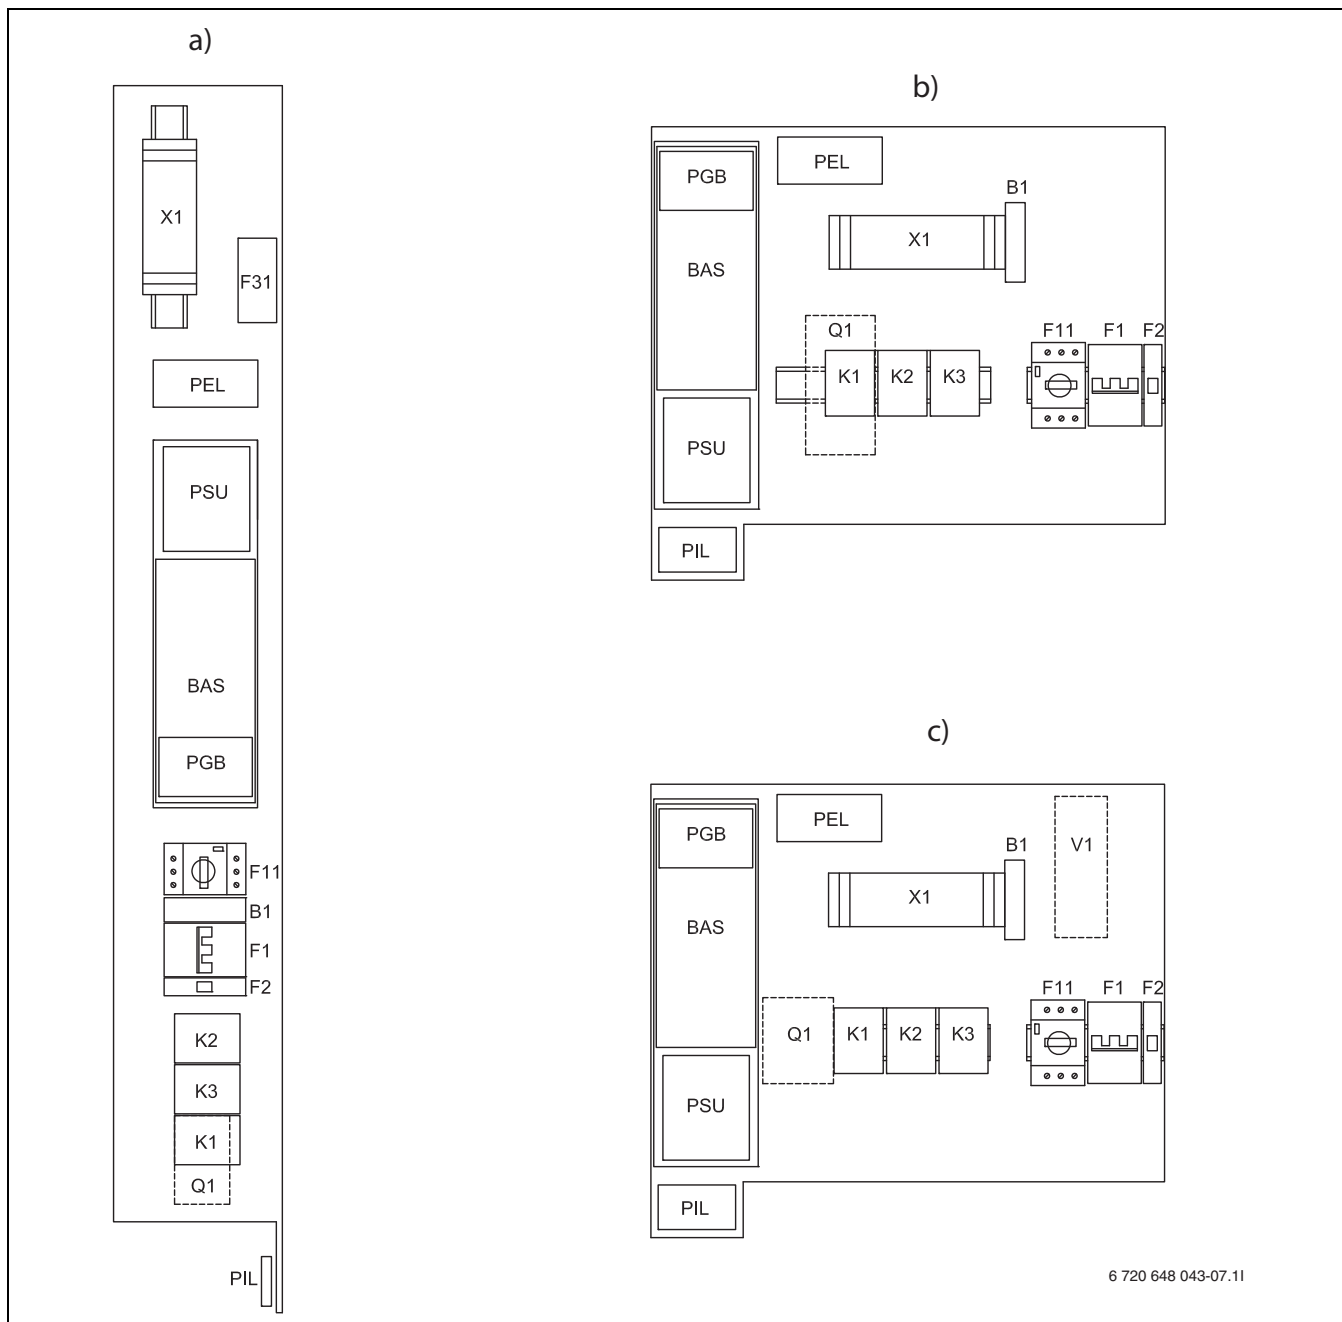 a)
X1
F31
PEL
PSU
BAS
PGB
F11
B1
F1
F2
K2
K3
K1
Q1
PIL
b)
PGB
PEL
B1
X1
BAS
Q1
F11 F1 F2
K1 K2 K3
PSU
PIL
c)
PGB
PEL
B1
V1
X1
BAS
F11 F1 F2
Q1 K1 K2 K3
PSU
PIL
6 720 648 043-07.1I